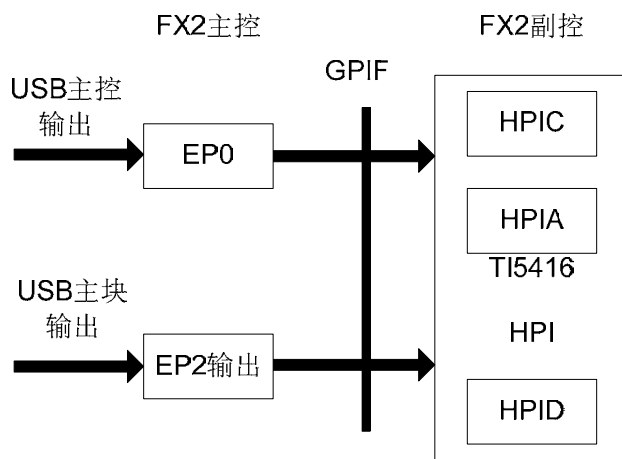 FX2主控
FX2副控
GPIF
USB主控
输出
EP0
HPIC
HPIA
TI5416
USB主块
输出
EP2输出
HPI
HPID